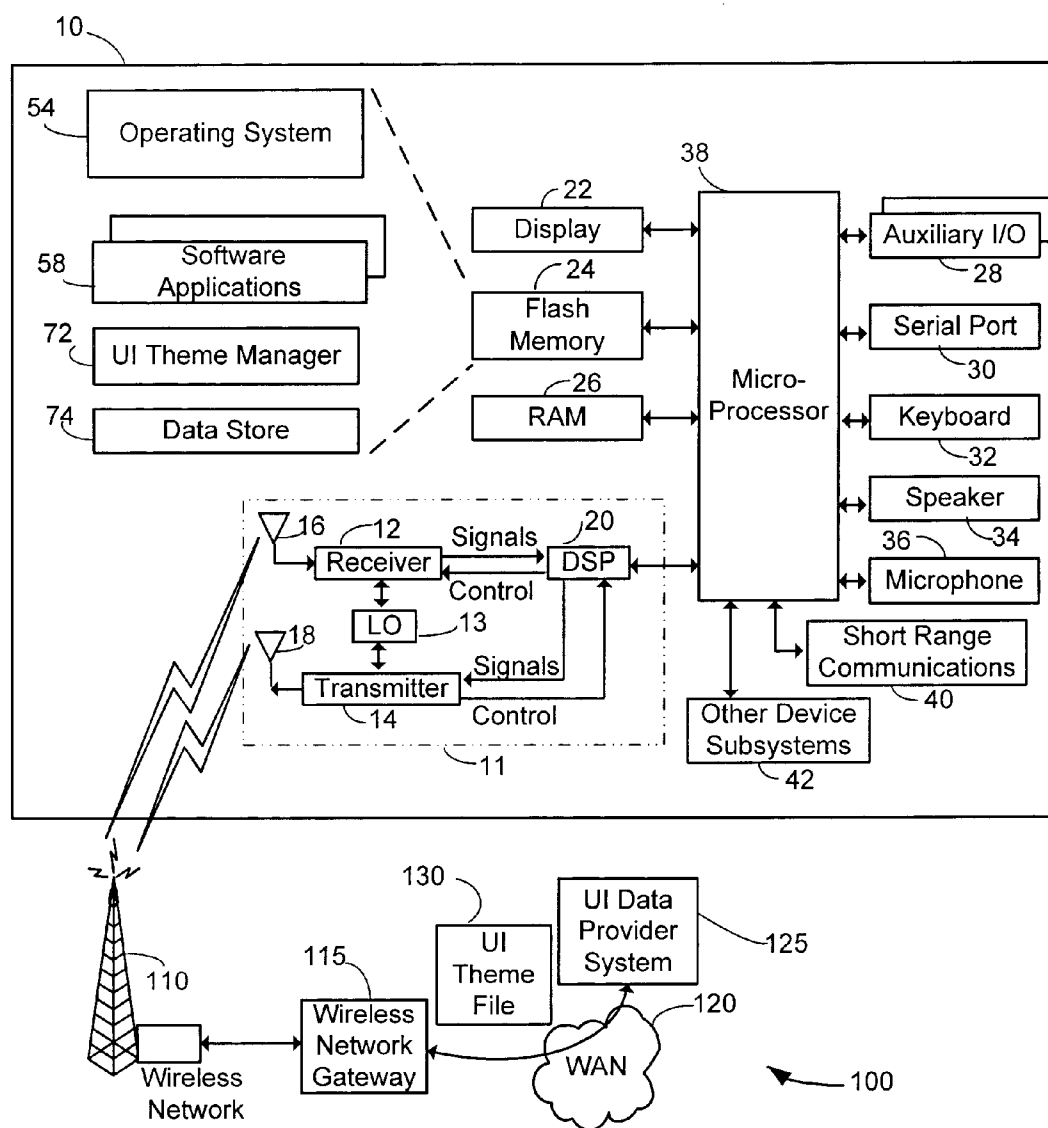 10
54
Operating System
58
Software
Applications
72
UI Theme Manager
74
Data Store
22
Display
24
Flash
Memory
26
RAM
38
Micro-
Processor
Auxiliary I/O
28
Serial Port
30
Keyboard
32
Speaker
34
36
Microphone
Short Range
Communications
40
Other Device
Subsystems
42
16
12
Receiver
Signals
Control
20
DSP
LO
13
18
Transmitter
14
Signals
Control
11
110
Wireless
Network
115
Wireless
Network
Gateway
130
UI
Theme
File
UI Data
Provider
System
125
120
WAN
100